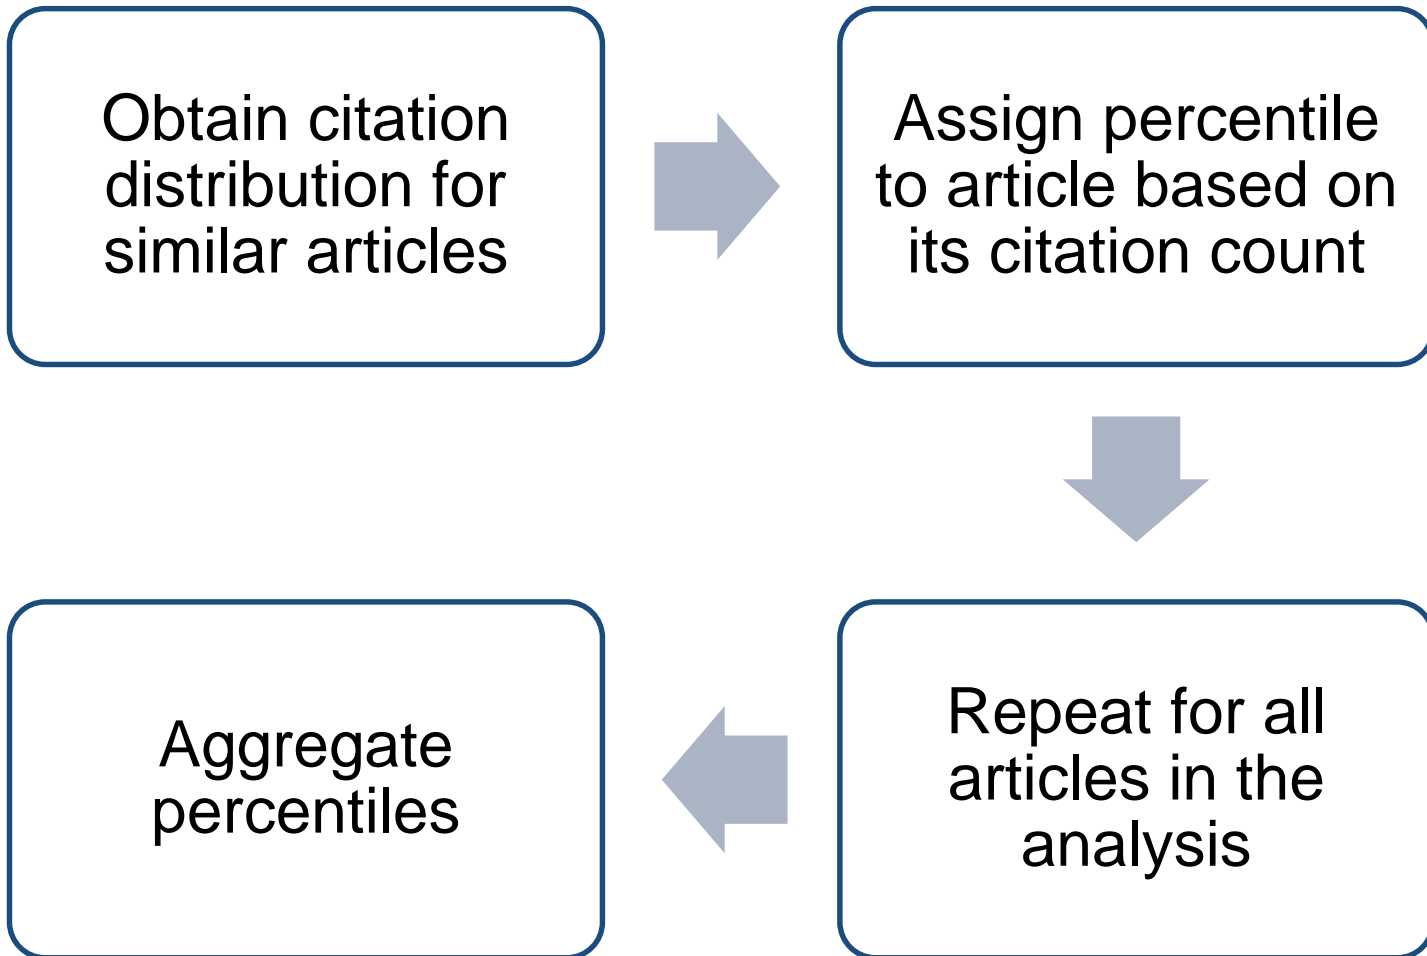 Obtain citation
distribution for
similar articles
Assign percentile
to article based on
its citation count
Repeat for all
articles in the
analysis
Aggregate
percentiles